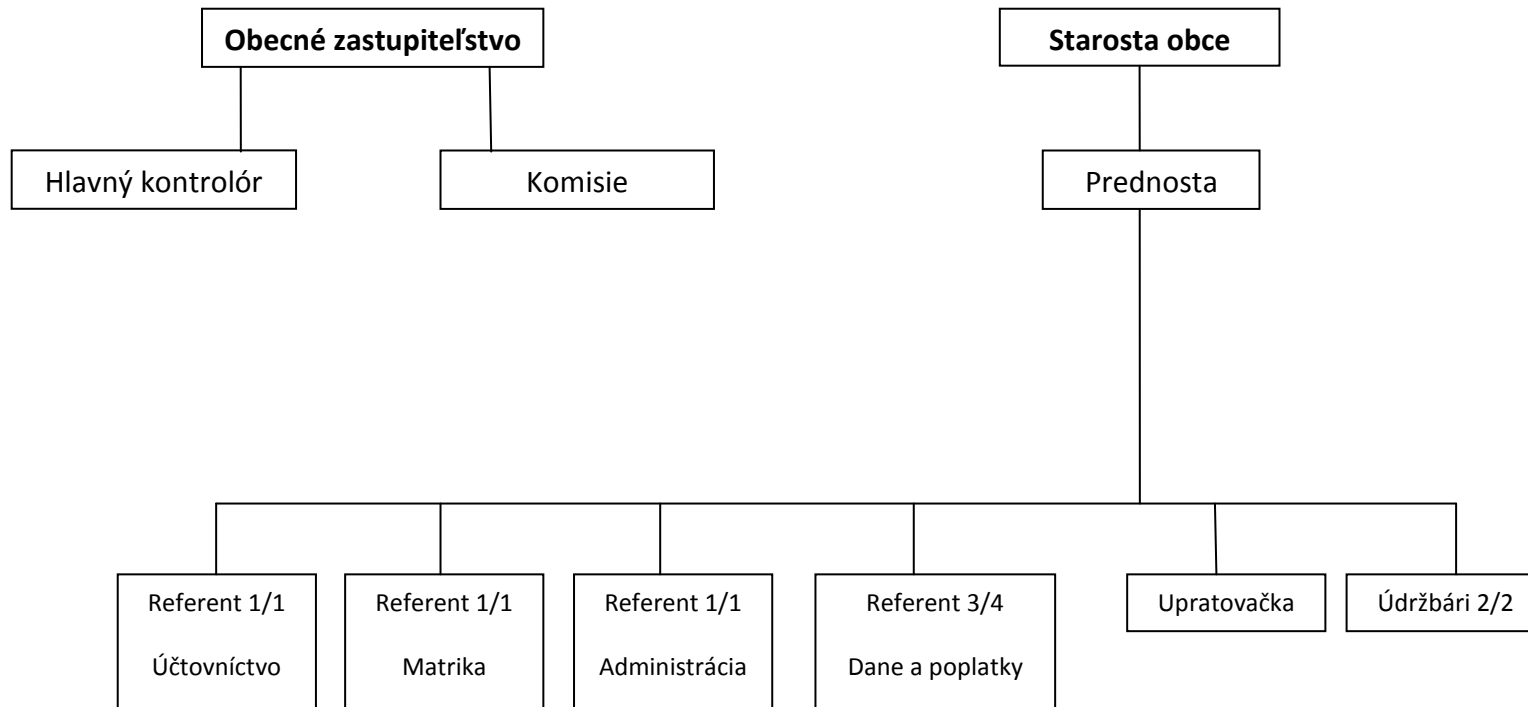 Obecné zastupiteľstvo
Starosta obce
Hlavný kontrolór
Komisie
Prednosta
Referent 1/1
Účtovníctvo
Referent 1/1
Matrika
Referent 1/1
Administrácia
Referent 3/4
Dane a poplatky
Upratovačka
Údržbári 2/2